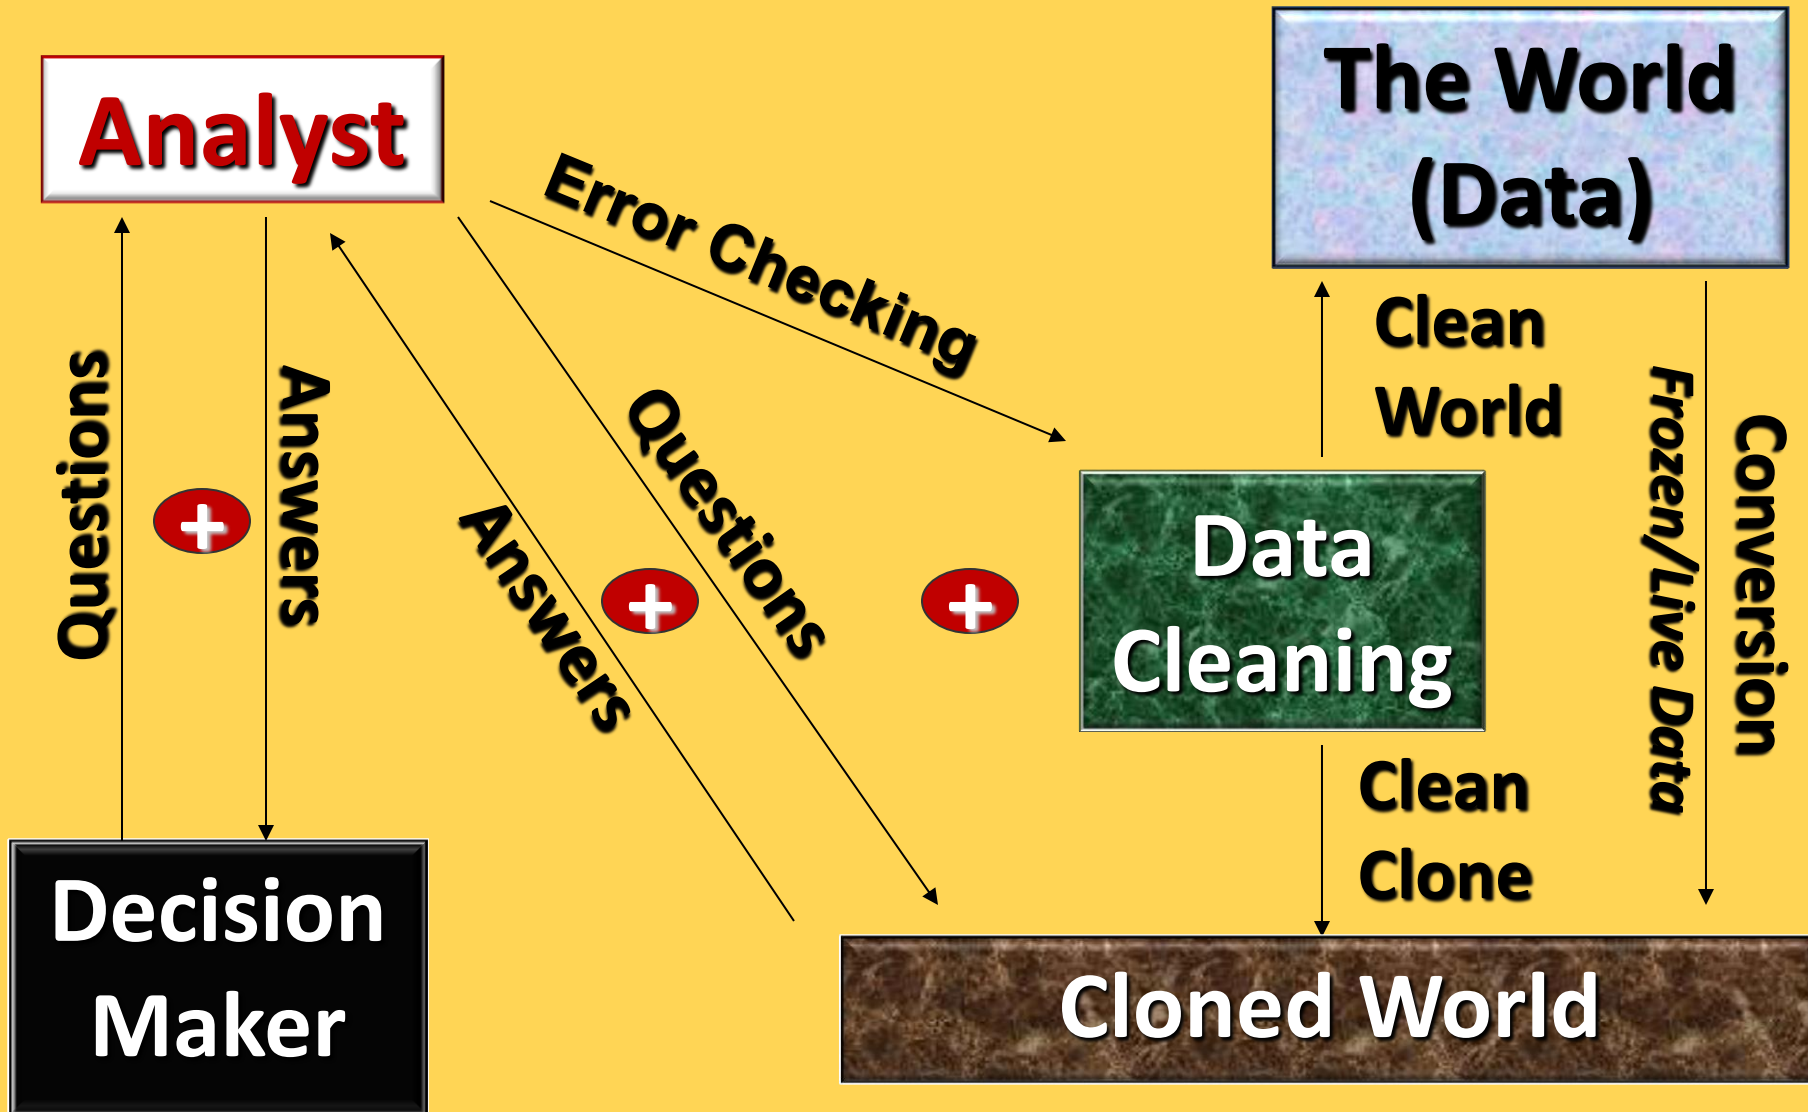 Analyst
The World
(Data)
Error Checking
Questions
Answers
+
Answers
Questions
+
+
Clean
World
Frozen/Live Data
Conversion
Data
Cleaning
Clean
Clone
Decision
Maker
Cloned World